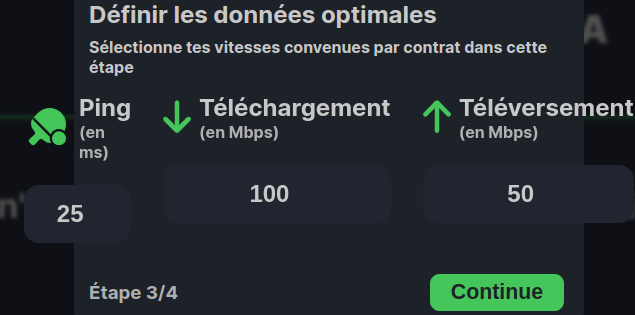 Définir les données optimales
Sélectionne tes vitesses convenues par contrat dans cette
étape
Ping
(en
ms)
Téléchargement
(en Mbps)
Téléversement
(en Mbps)
25
100
50
Étape 3/4
Continue
A
n'